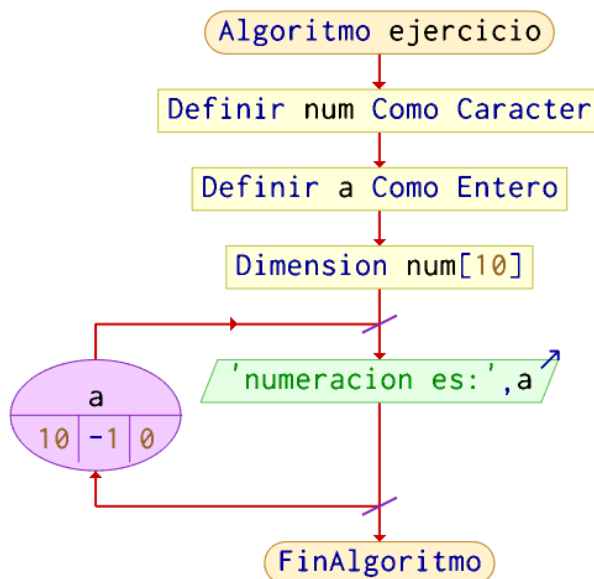 Algoritmo ejercicio
Definir num Como Caracter
Definir a Como Entero
Dimension num[10]
'numeracion es:',a
a
10 -1 0
FinAlgoritmo